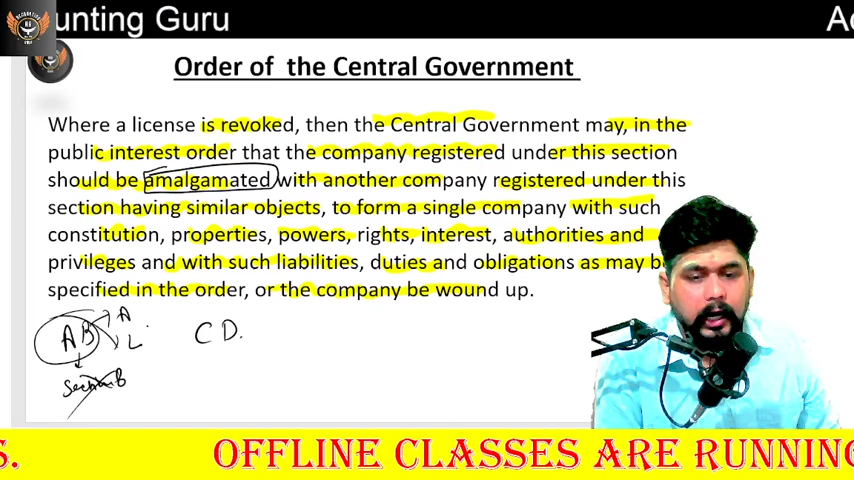 unting Guru
Ac
Order of the Central Government
Where a license is revoked, then the Central Government may, in the
public interest order that the company registered under this section
should be amalgamated with another company registered under this
section having similar objects, to form a single company with such
constitution, properties, powers, rights, interest, authorities and
privileges and with such liabilities, duties and obligations as may b
specified in the order, or the company be wound up.
AB A L
C D.
S. OFFLINE CLASSES ARE RUNNING